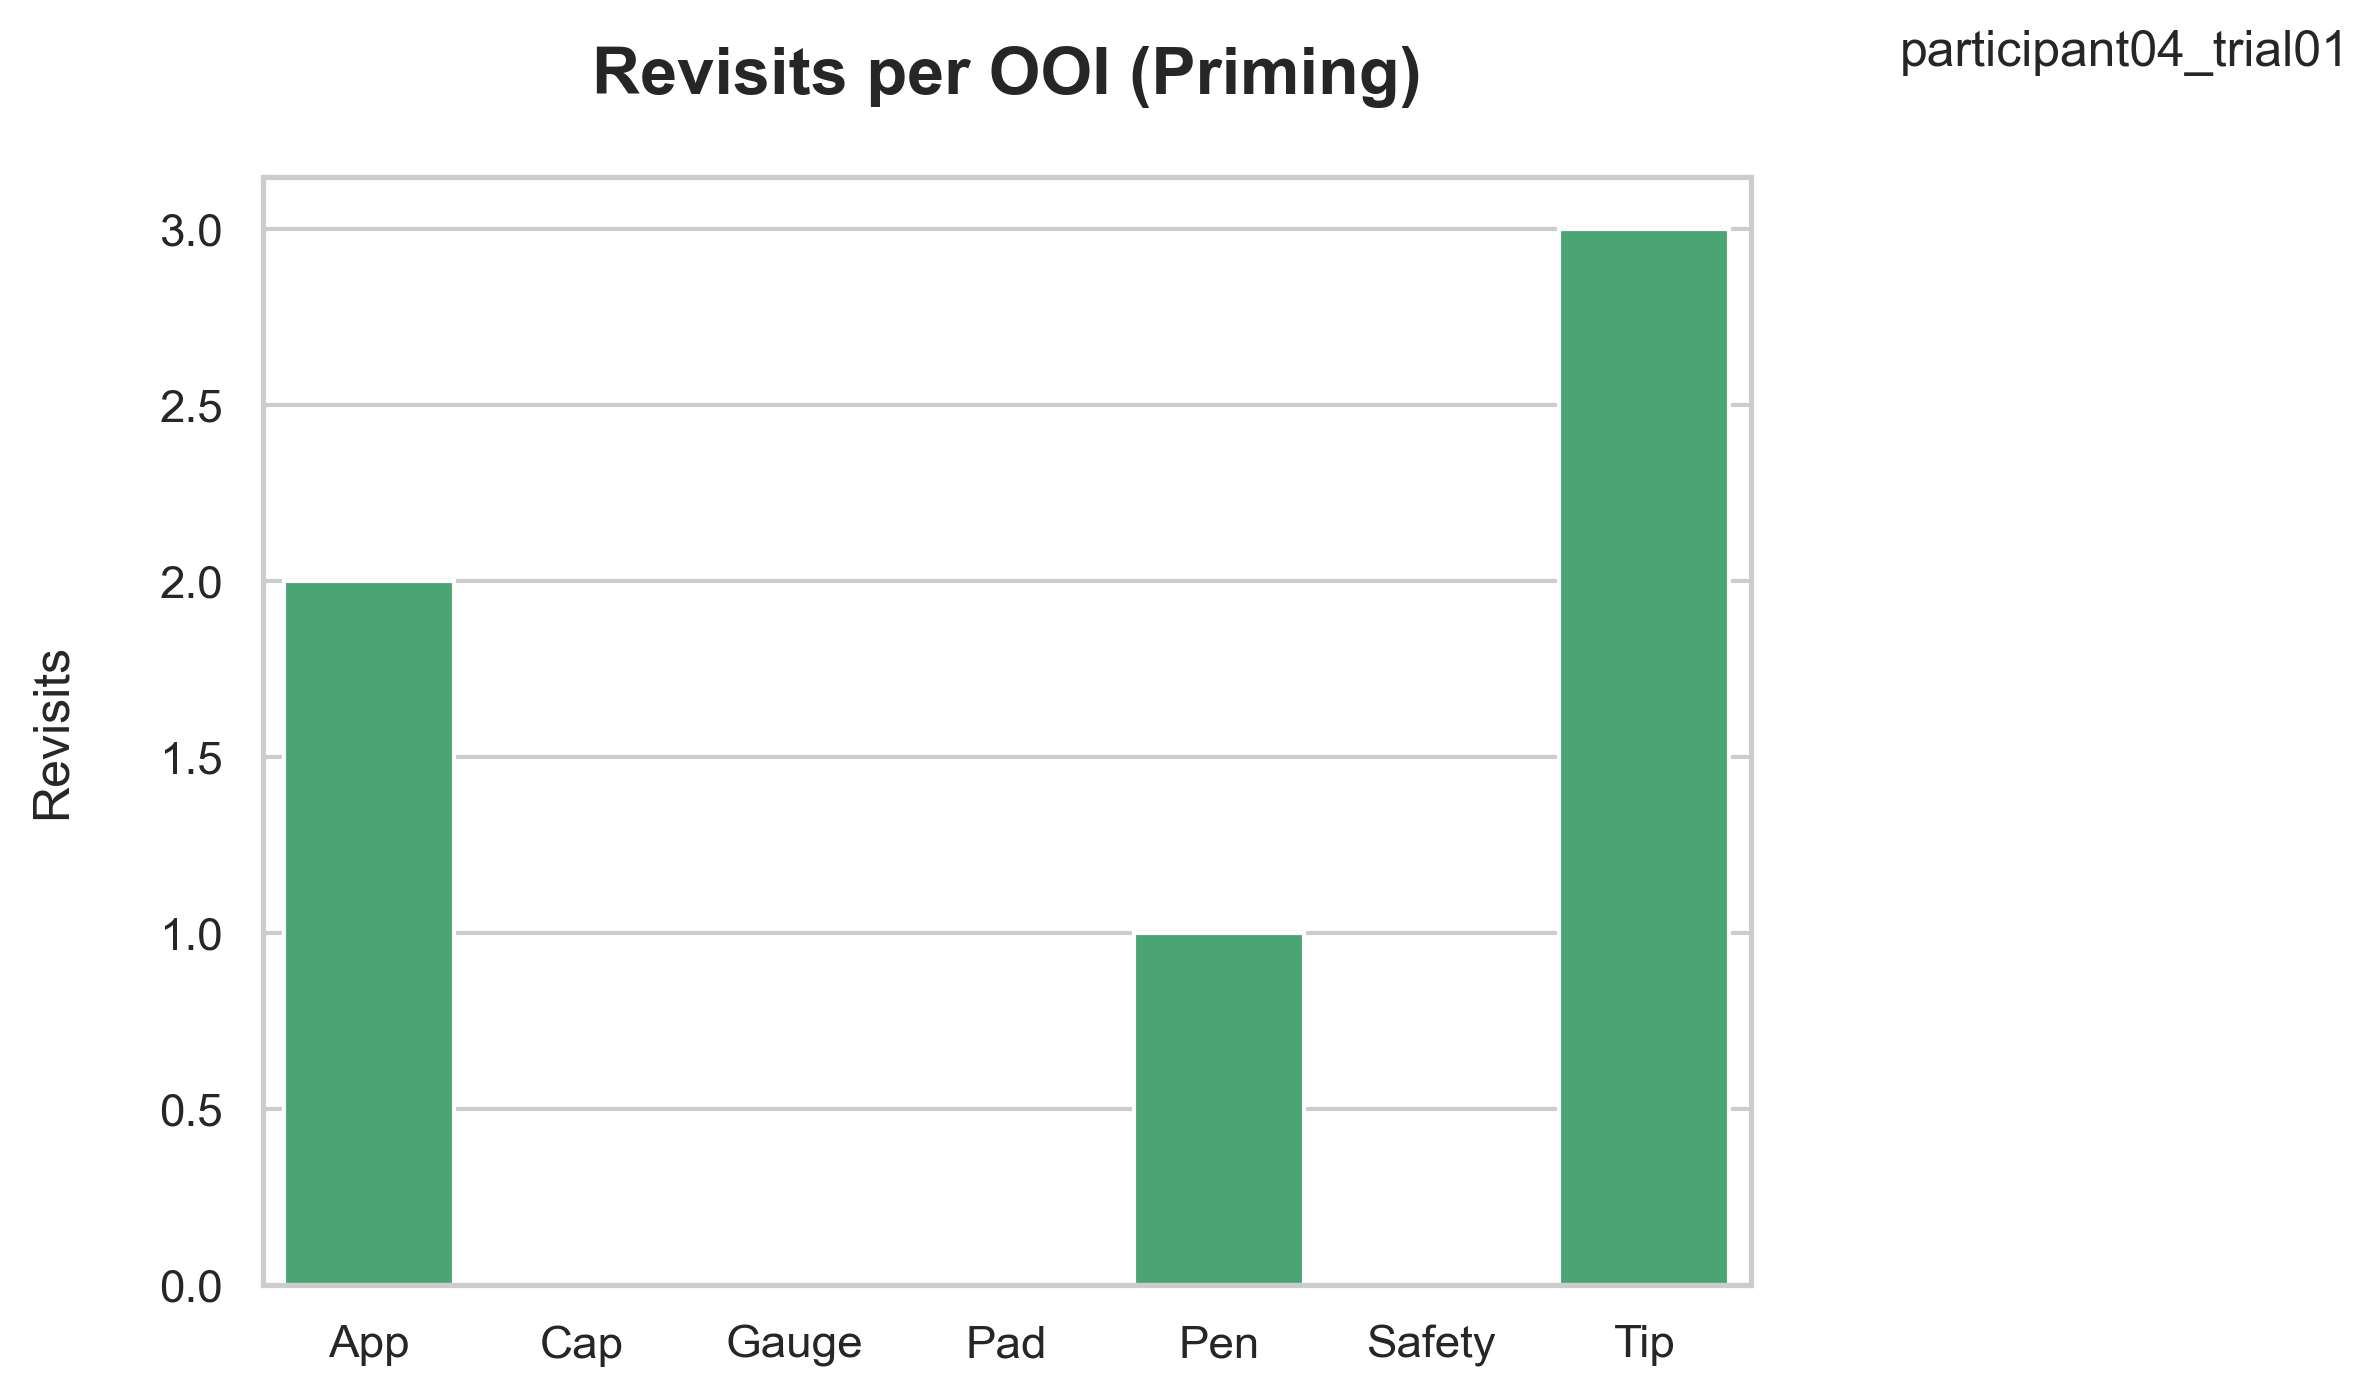 Revisits per OOI (Priming)
participant04_trial01
Revisits
3.0
2.5
2.0
1.5
1.0
0.5
0.0
App Cap Gauge Pad Pen Safety Tip